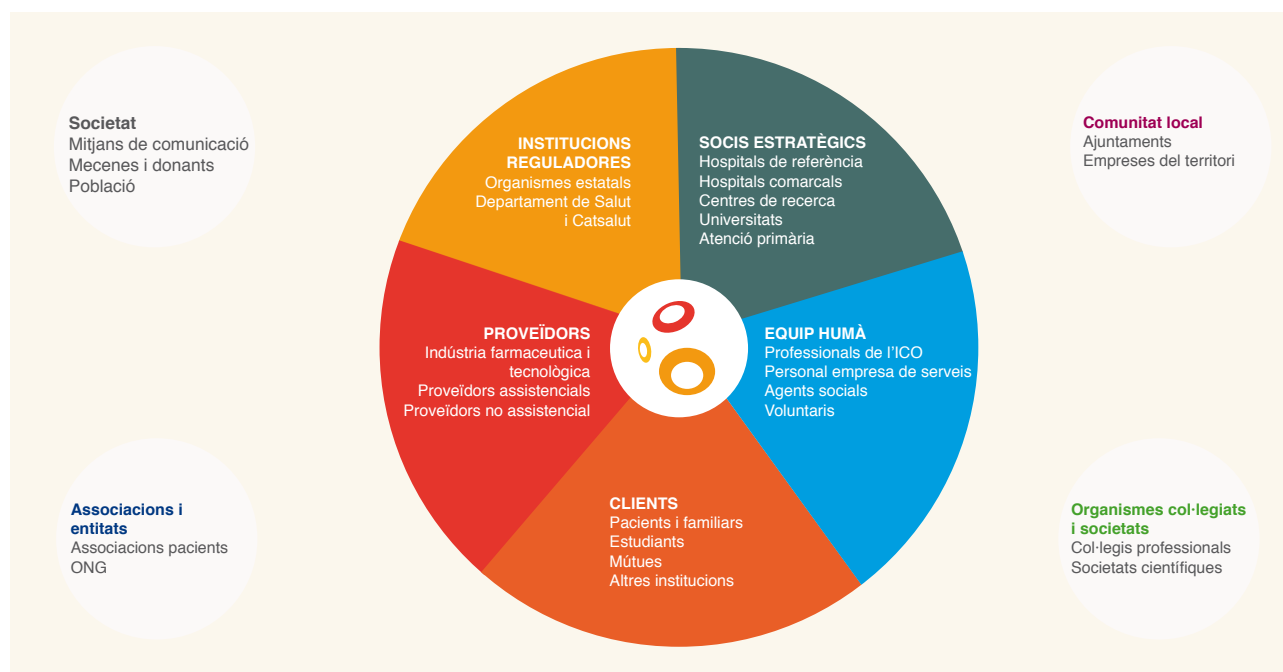 Societat
Mitjans de comunicació
Mecenes i donants
Població
INSTITUCIONS
REGULADORES
Organismes estatals
Departament de Salut
i Catsalut
SOCIS ESTRATÈGICS
Hospitals de referència
Hospitals comarcals
Centres de recerca
Universitats
Atenció primària
Comunitat local
Ajuntaments
Empreses del territori
PROVEÏDORS
Indústria farmaceutica i
tecnològica
Proveïdors assistencials
Proveïdors no assistencial
EQUIP HUMÀ
Professionals de l’ICO
Personal empresa de serveis
Agents socials
Voluntaris
Associacions i
entitats
Associacions pacients
ONG
CLIENTS
Pacients i familiars
Estudiants
Mútues
Altres institucions
Organismes col·legiats
i societats
Col·legis professionals
Societats científiques